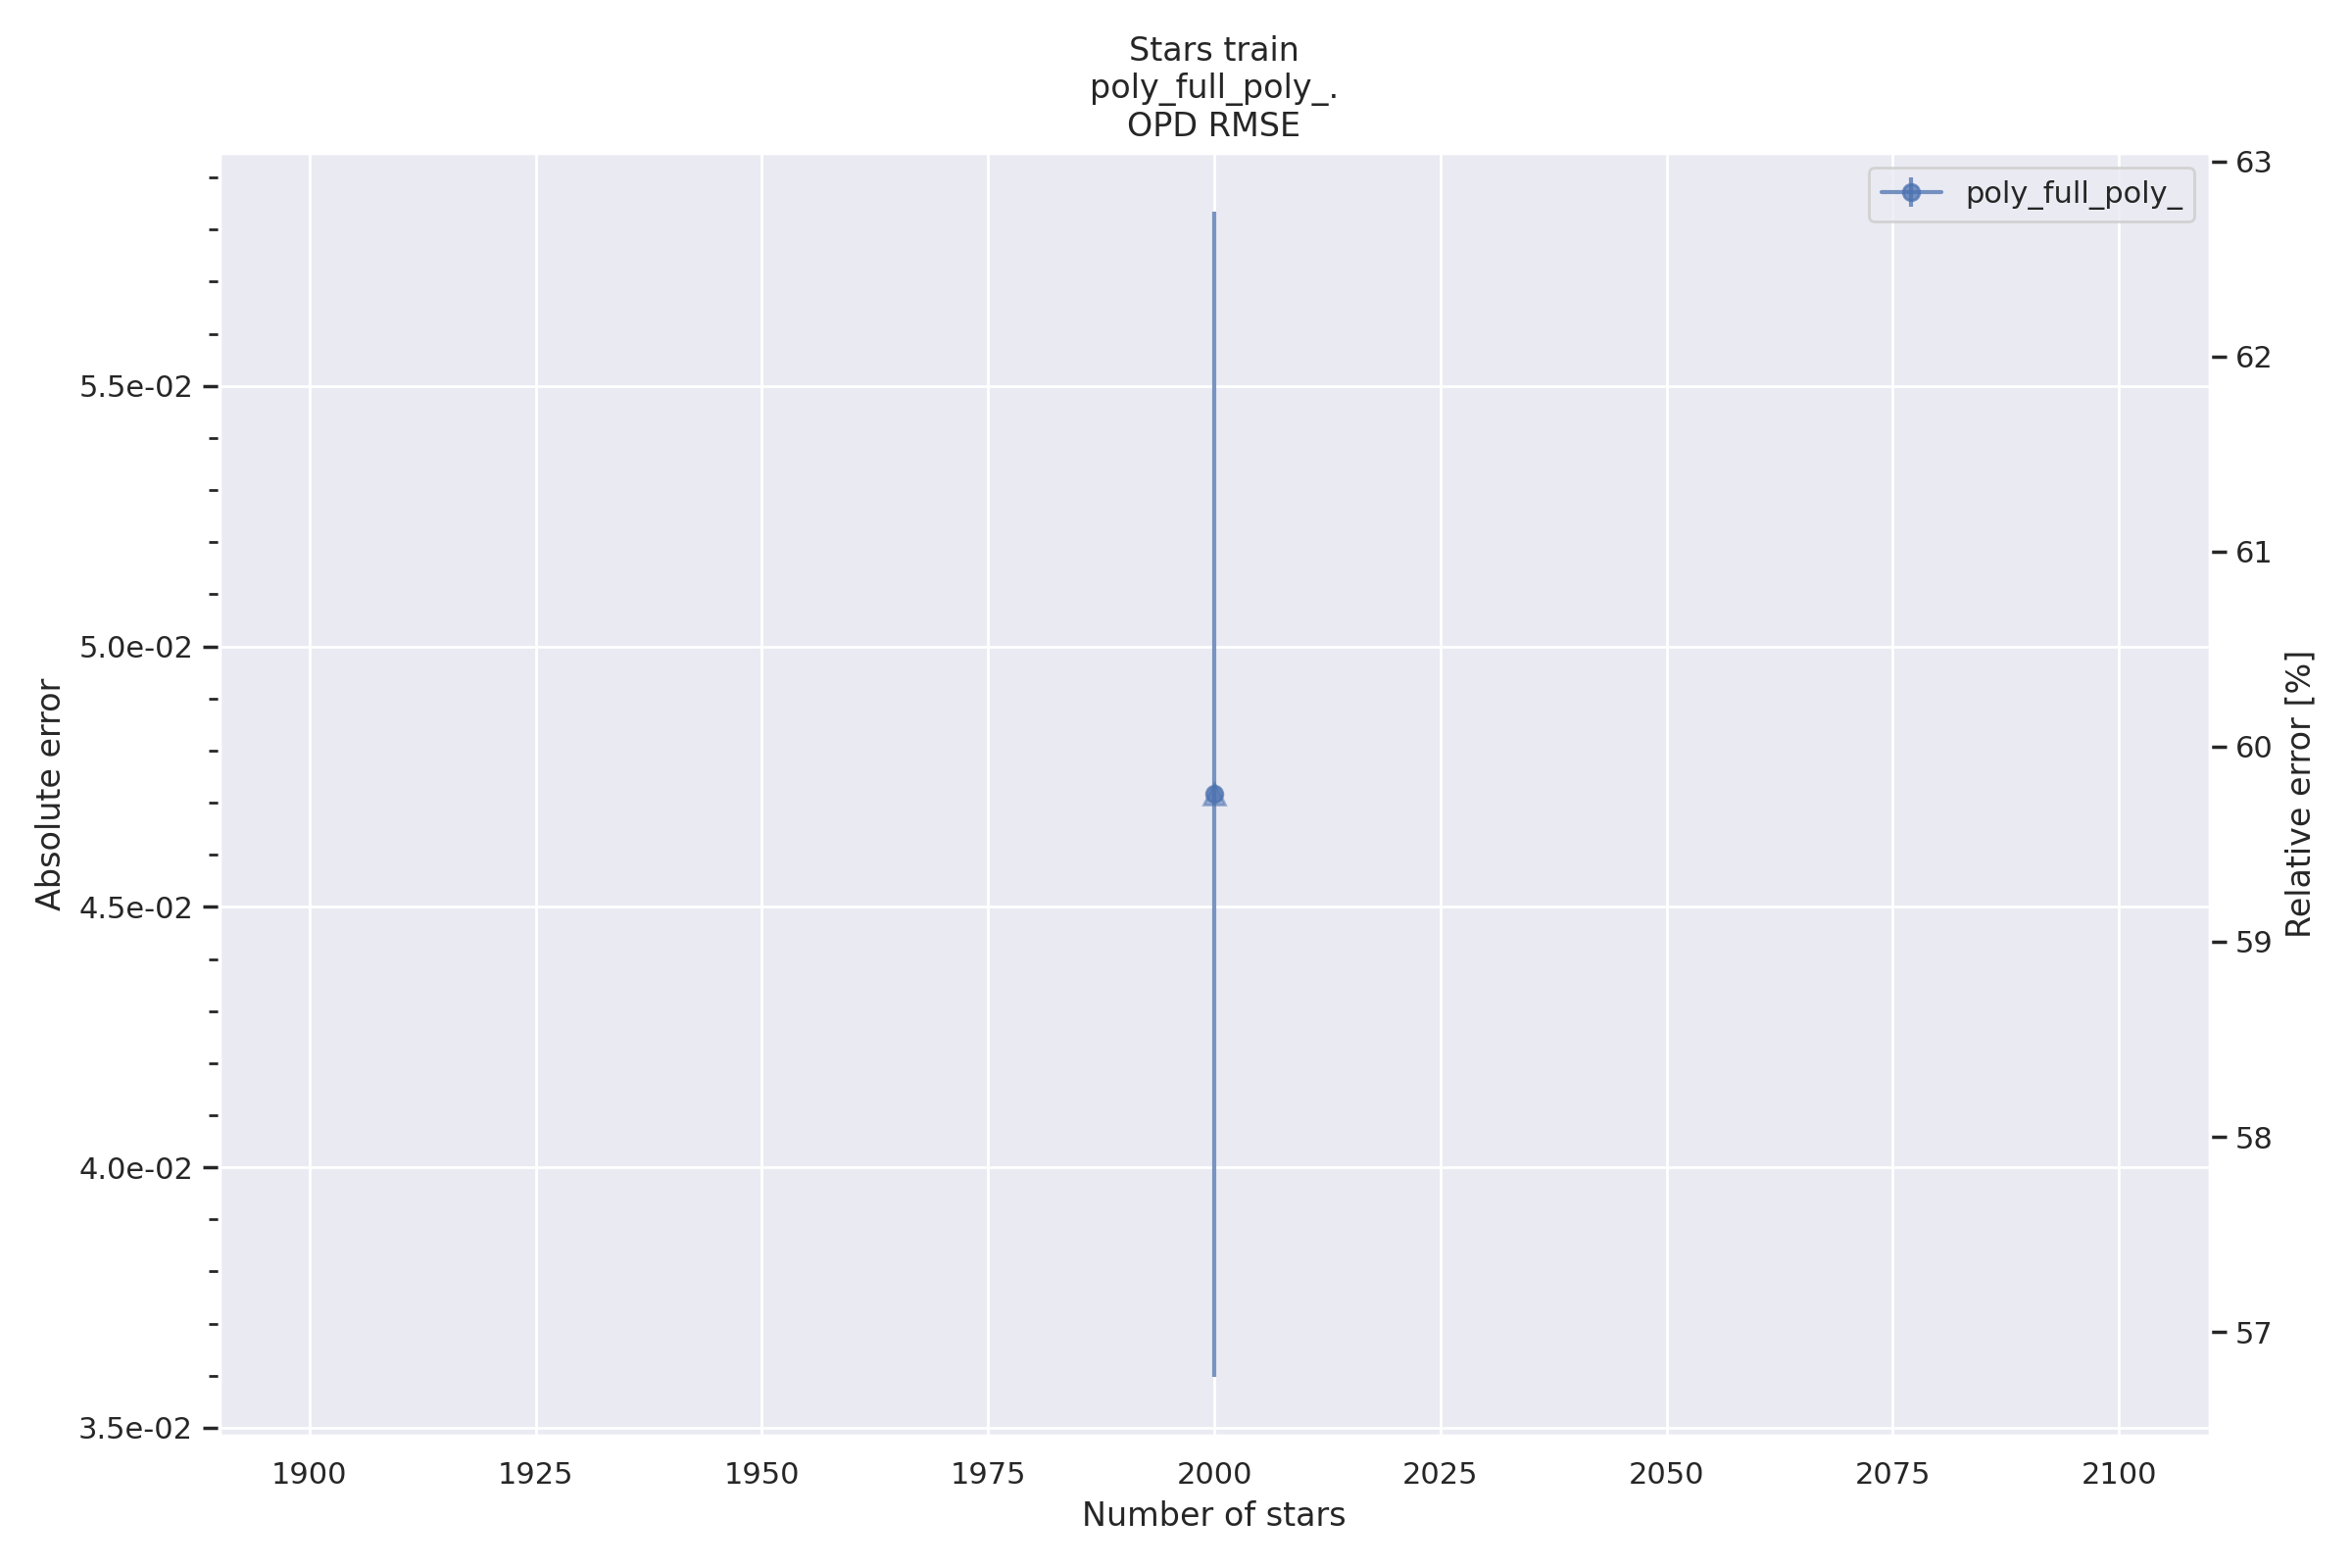 Stars train
poly_full_poly_.
OPD RMSE
poly_full_poly_
Absolute error
5.5e-02
5.0e-02
4.5e-02
4.0e-02
3.5e-02
63
62
61
60
59
58
57
Relative error [%]
1900 1925 1950 1975 2000 2025 2050 2075 2100
Number of stars